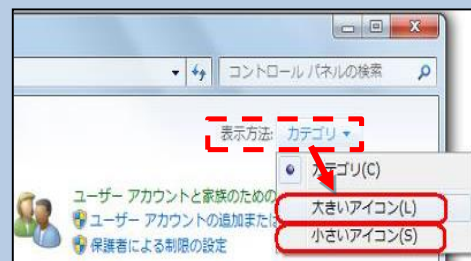 コントロール パネルの検索
表示方法: カテゴリ
カテゴリ(C)
大きいアイコン(L)
小さいアイコン(S)
ユーザー アカウントと家族のための
ユーザー アカウントの追加または
保護者による制限の設定